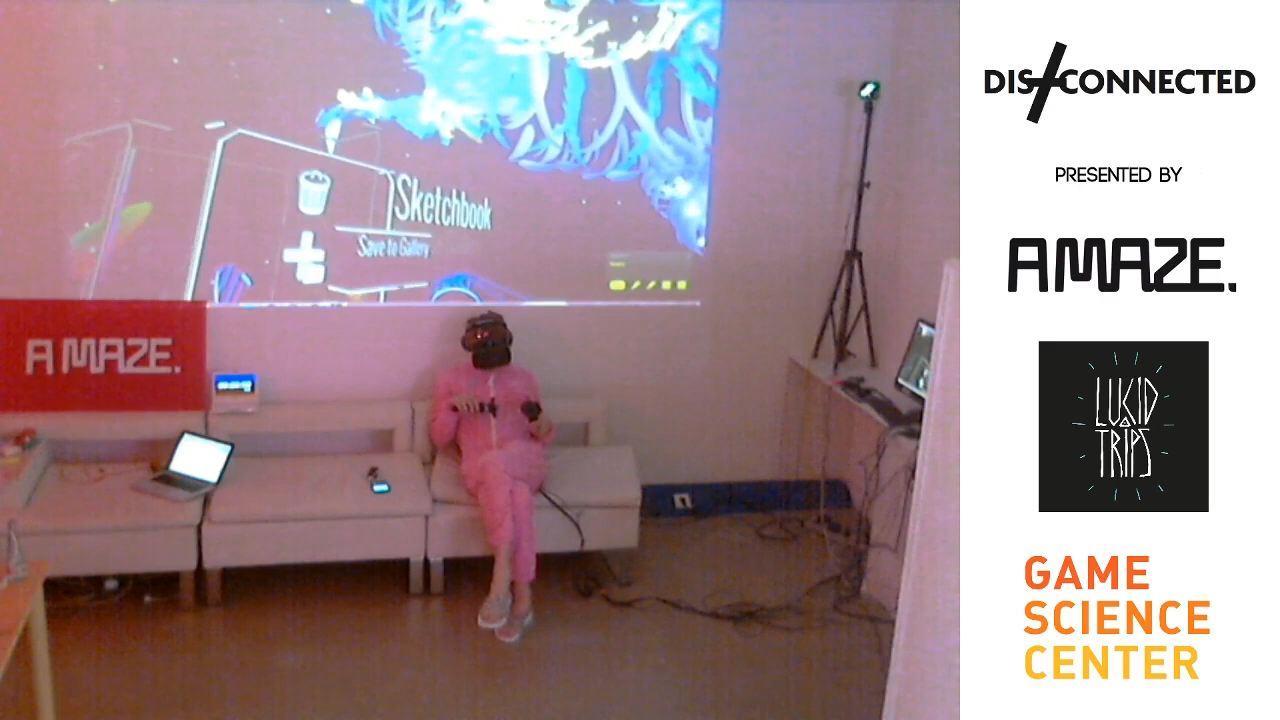 Sketchbook
Save to Gallery
A MAZE.
DIS/CONNECTED
PRESENTED BY
A MAZE.
LUCID
TRIPS
GAME
SCIENCE
CENTER